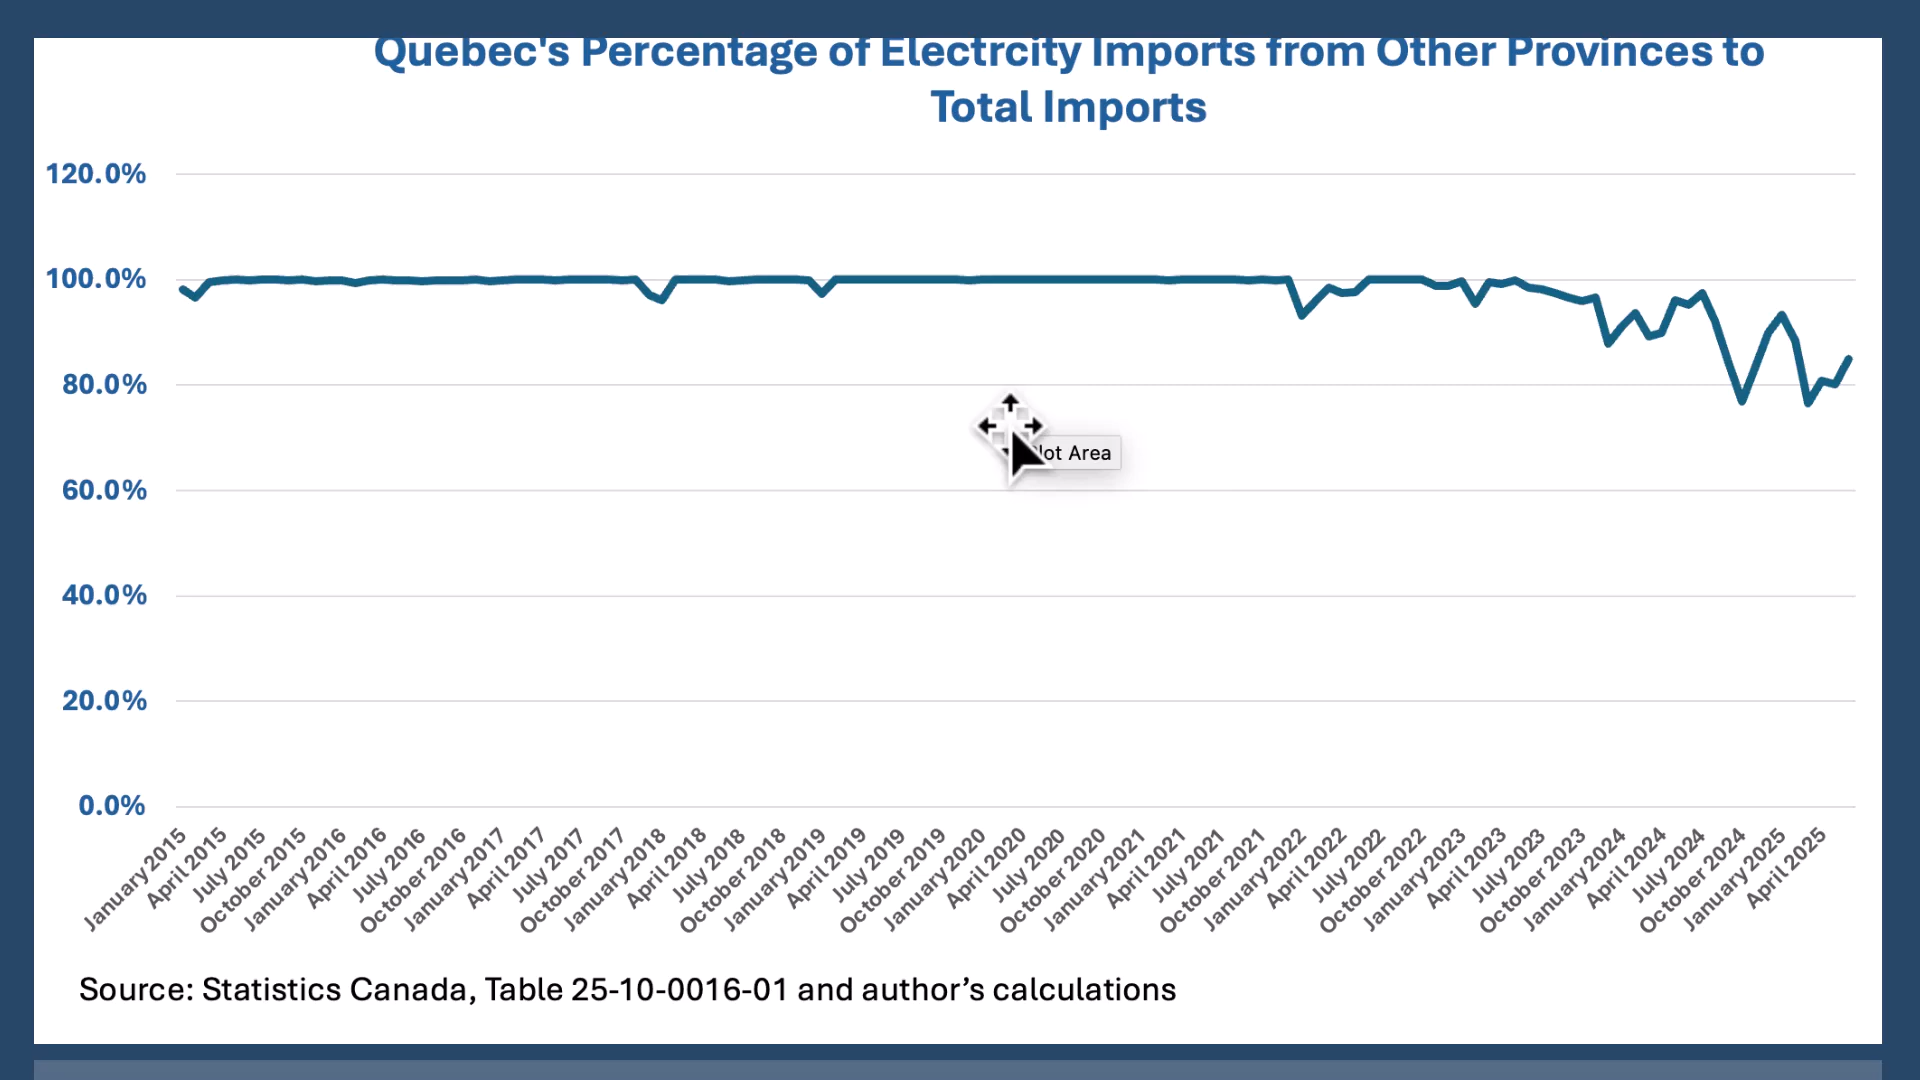 Quebec's Percentage of Electrcity Imports from Other Provinces to
Total Imports
120.0%
100.0%
80.0%
60.0%
40.0%
20.0%
0.0%
lot Area
January 2015
April 2015
July 2015
October 2015
January 2016
April 2016
July 2016
October 2016
January 2017
April 2017
July 2017
October 2017
January 2018
April 2018
July 2018
October 2018
January 2019
April 2019
July 2019
October 2019
January 2020
April 2020
July 2020
October 2020
January 2021
April 2021
July 2021
October 2021
January 2022
April 2022
July 2022
October 2022
January 2023
April 2023
July 2023
October 2023
January 2024
April 2024
July 2024
October 2024
January 2025
April 2025
Source: Statistics Canada, Table 25-10-0016-01 and author’s calculations